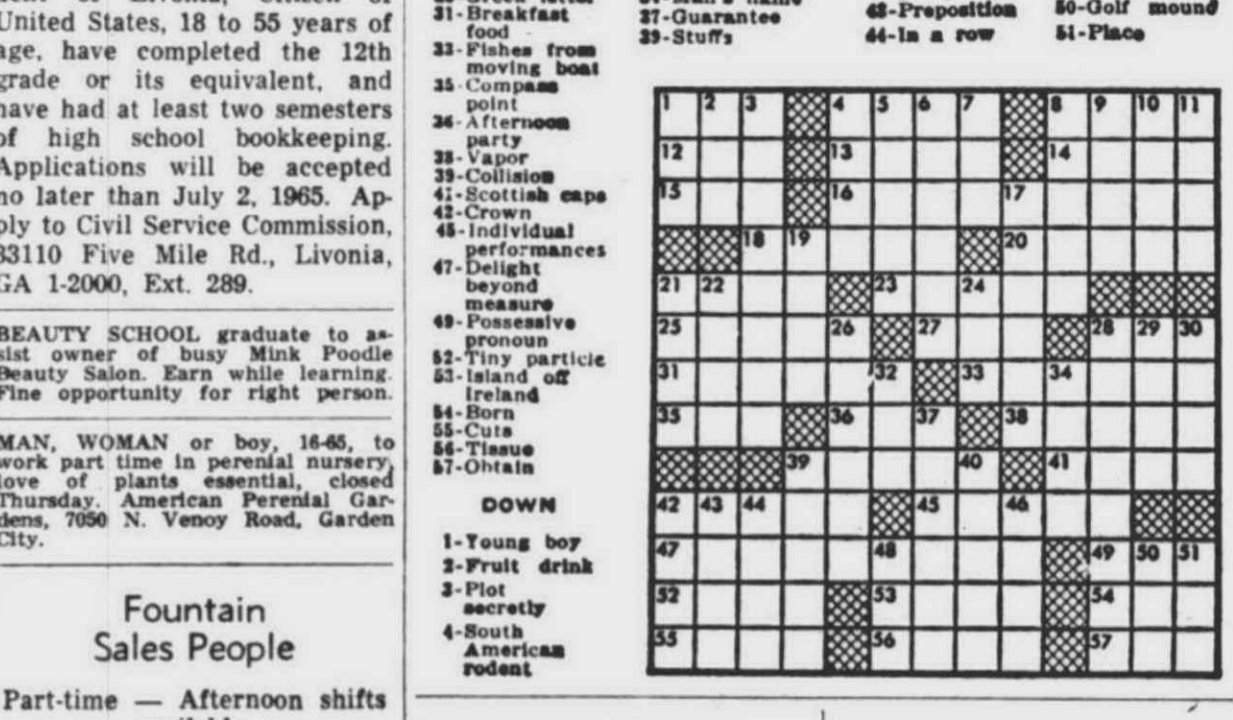 United States, 18 to 55 years of
age, have completed the 12th
grade or its equivalent, and
have had at least two semesters
of high school bookkeeping.
Applications will be accepted
no later than July 2, 1965. Ap-
ply to Civil Service Commission,
33110 Five Mile Rd., Livonia,
GA 1-2000, Ext. 289.
BEAUTY SCHOOL graduate to as-
sist owner of busy Mink Poodle
Beauty Salon. Earn while learning.
Fine opportunity for right person.
MAN, WOMAN or boy, 16-65, to
work part time in perenial nursery,
love of plants essential, closed
Thursday. American Perenial Gar-
dens, 7050 N. Venoy Road, Garden
City.
Fountain
Sales People
Part-time — Afternoon shifts
31-Breakfast
food
33-Fishes from
moving boat
35-Compass
point
36-Afternoon
party
38-Vapor
39-Collision
41-Scottish caps
42-Crown
45-Individual
performances
47-Delight
beyond
measure
49-Possessive
pronoun
52-Tiny particle
53-Island off
Ireland
54-Born
55-Cuts
56-Tissue
57-Obtain
DOWN
1-Young boy
2-Fruit drink
3-Plot
secretly
4-South
American
rodent
37-Guarantee
39-Stuffs
43-Preposition
44-In a row
50-Golf mound
51-Place
1 2 3 4 5 6 7 8 9 10 11
12 13 14
15 16 17
18 19 20
21 22 23 24
25 26 27 28 29 30
31 32 33 34
35 36 37 38
39 40 41
42 43 44 45 46
47 48 49 50 51
52 53 54
55 56 57